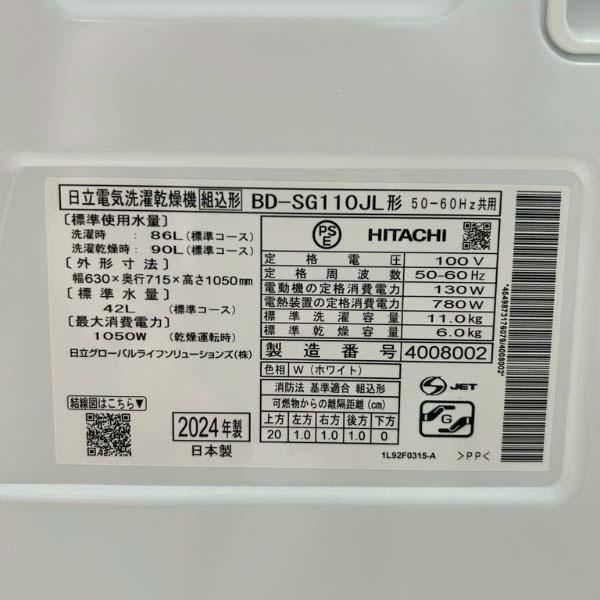 日立電気洗濯乾燥機 組込形 BD-SG110JL形 50-60Hz共用
〔標準使用水量〕
洗濯時 : 86L(標準コース)
洗濯乾燥時 : 90L(標準コース)
〔外形寸法〕
幅630×奥行715×高さ1050mm
〔標準水量〕
42L (標準コース)
〔最大消費電力〕
1050W (乾燥運転時)
日立グローバルライフソリューションズ(株)
PS
E
HITACHI
定格電圧 100V
定格周波数 50-60Hz
電動機の定格消費電力 130W
電熱装置の定格消費電力 780W
標準洗濯容量 11.0kg
標準乾燥容量 6.0kg
製造番号 4008002
色相 W(ホワイト)
消防法 基準適合 組込形
可燃物からの離隔距離(cm)
上方 左方 右方 後方 下方
20 1.0 1.0 1.0 0
結線図はこちら▼
2024年製
日本製
S JET
G
1L92F0315-A >PP<
*4549873176079/4008002*